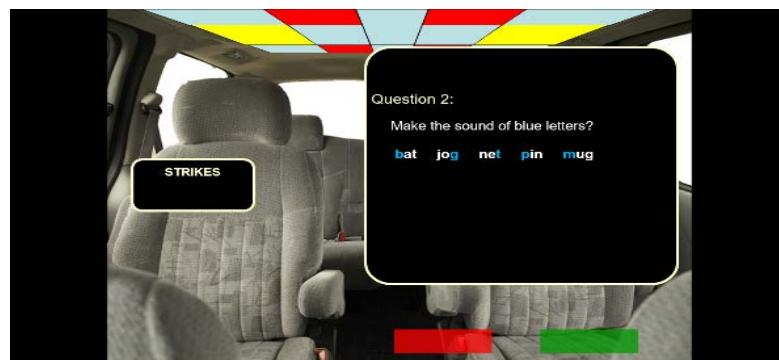 Question 2:
Make the sound of blue letters?
bat jog net pin mug
STRIKES